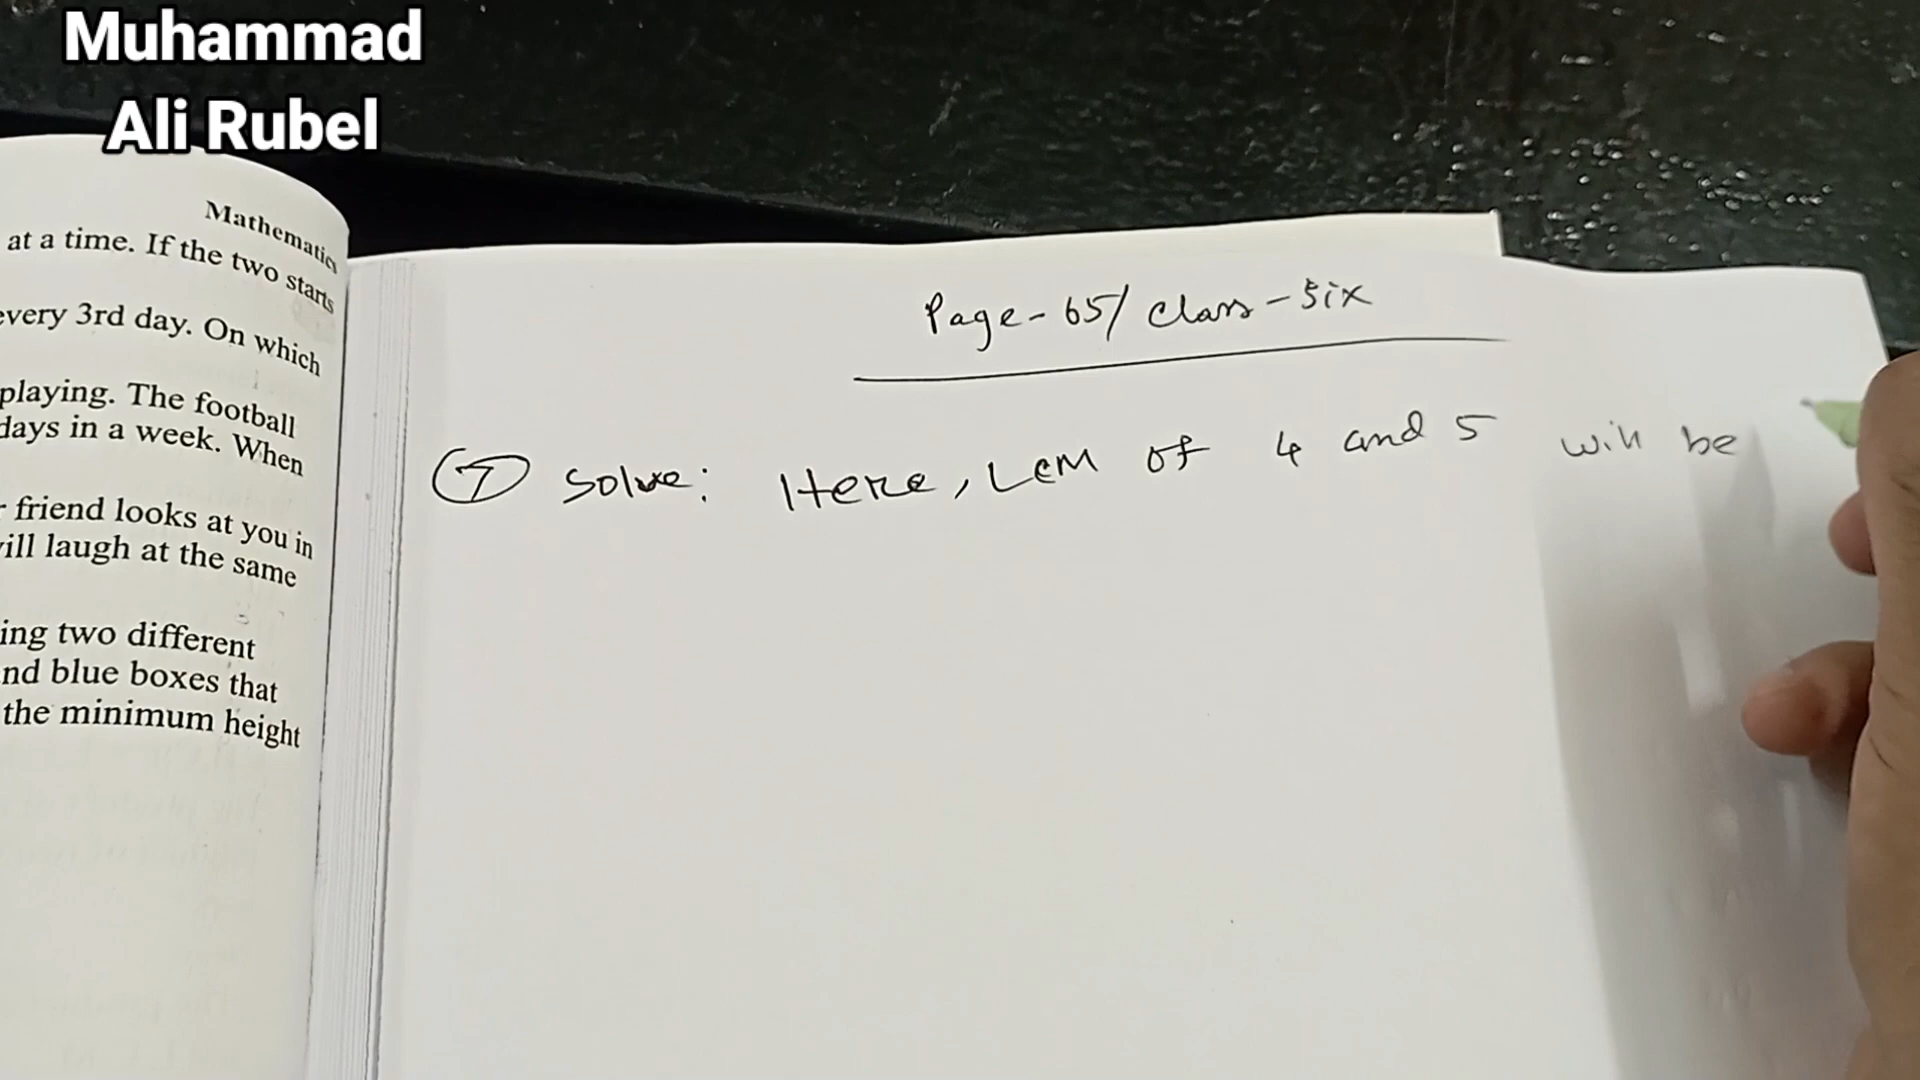 Muhammad
Ali Rubel
Mathematics
at a time. If the two starts
every 3rd day. On which
playing. The football
days in a week. When
friend looks at you in
will laugh at the same
ing two different
nd blue boxes that
the minimum height
Page-65/class-six
7 Solve: Here, LCM of 4 and 5 will be